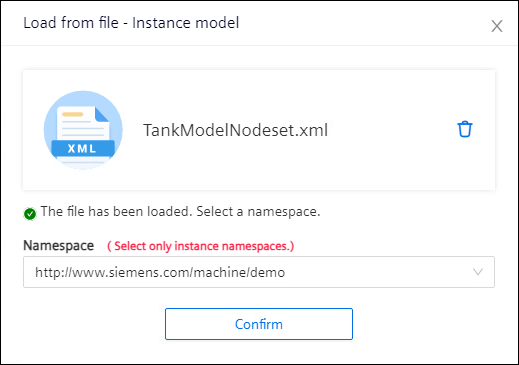 Load from file - Instance model
XML
TankModelNodeset.xml
The file has been loaded. Select a namespace.
Namespace ( Select only instance namespaces.)
http://www.siemens.com/machine/demo
Confirm